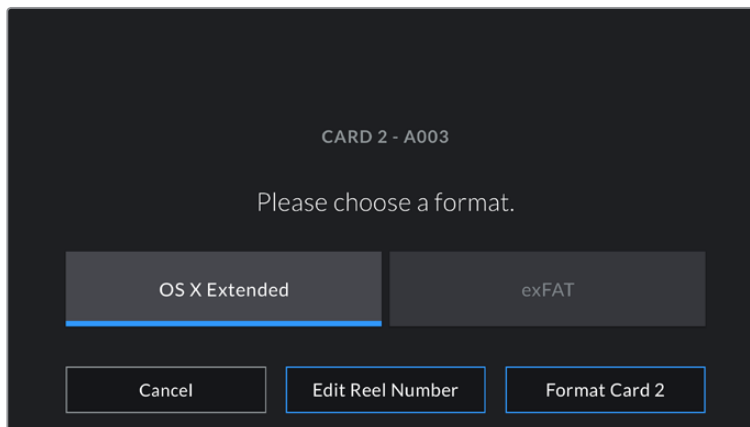 CARD 2 - A003
Please choose a format.
OS X Extended
exFAT
Cancel
Edit Reel Number
Format Card 2